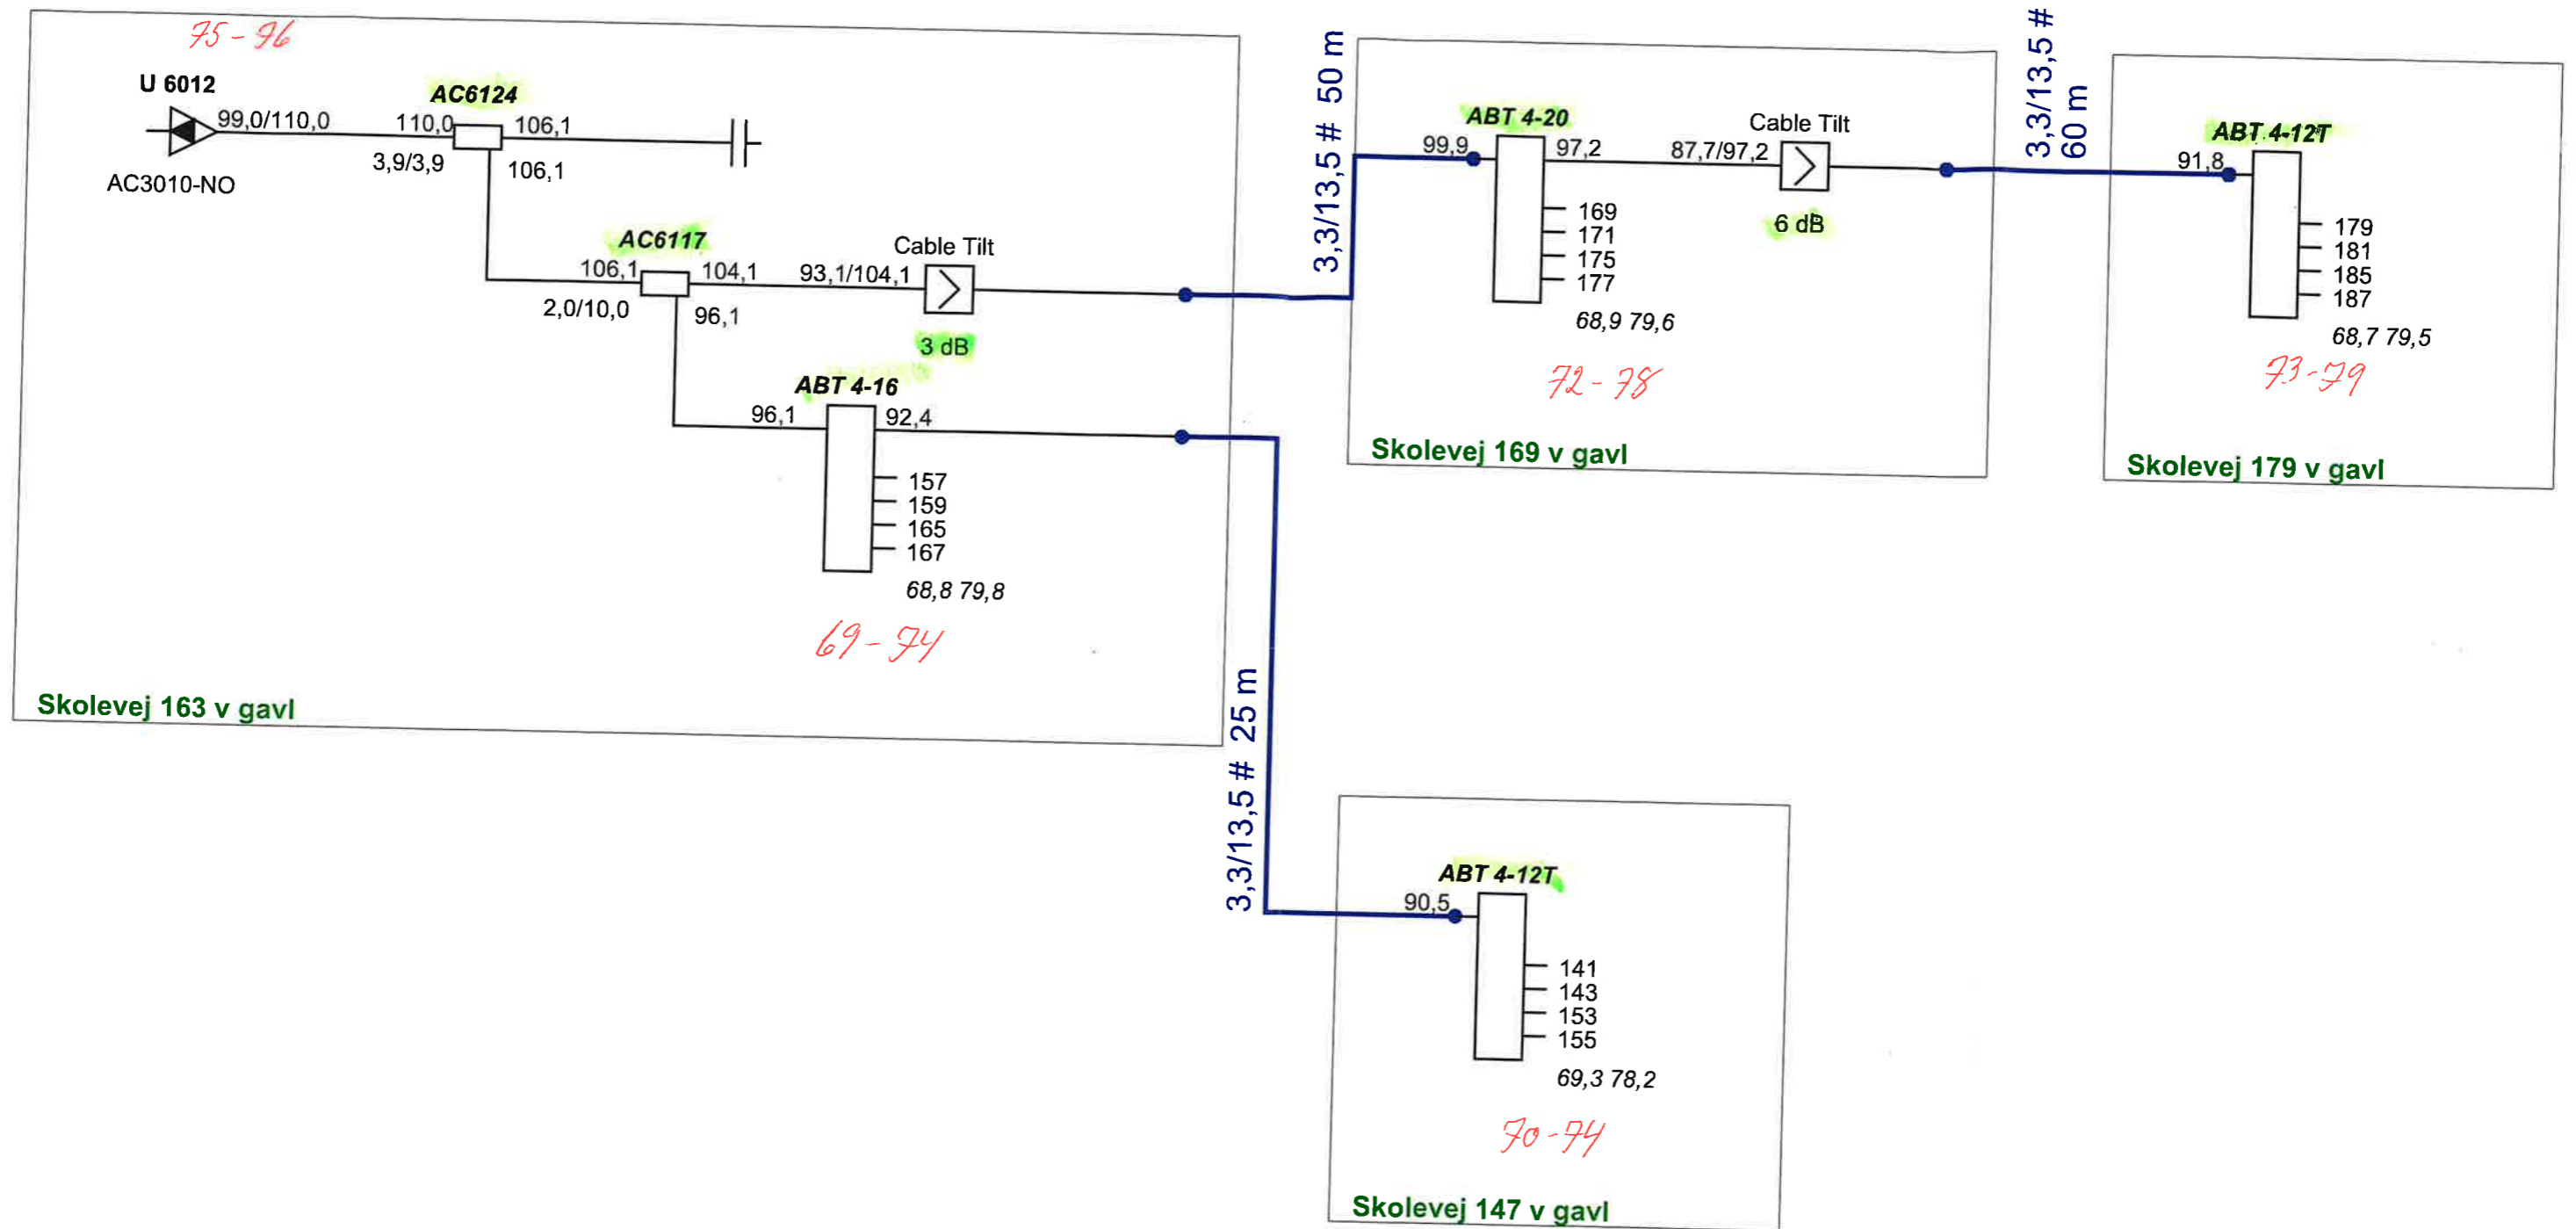 75-76
U 6012
99,0/110,0
AC3010-NO
AC6124
110,0
106,1
3,9/3,9
106,1
AC6117
106,1
104,1
2,0/10,0
96,1
93,1/104,1
Cable Tilt
3 dB
ABT 4-16
96,1
92,4
157
159
165
167
68,8 79,8
69-74
Skolevej 163 v gavl
3,3/13,5 # 50 m
ABT 4-20
99,9
97,2
169
171
175
177
68,9 79,6
72-78
87,7/97,2
Cable Tilt
6 dB
Skolevej 169 v gavl
3,3/13,5 #
60 m
ABT 4-12T
91,8
179
181
185
187
68,7 79,5
73-79
Skolevej 179 v gavl
3,3/13,5 # 25 m
ABT 4-12T
90,5
141
143
153
155
69,3 78,2
70-74
Skolevej 147 v gavl